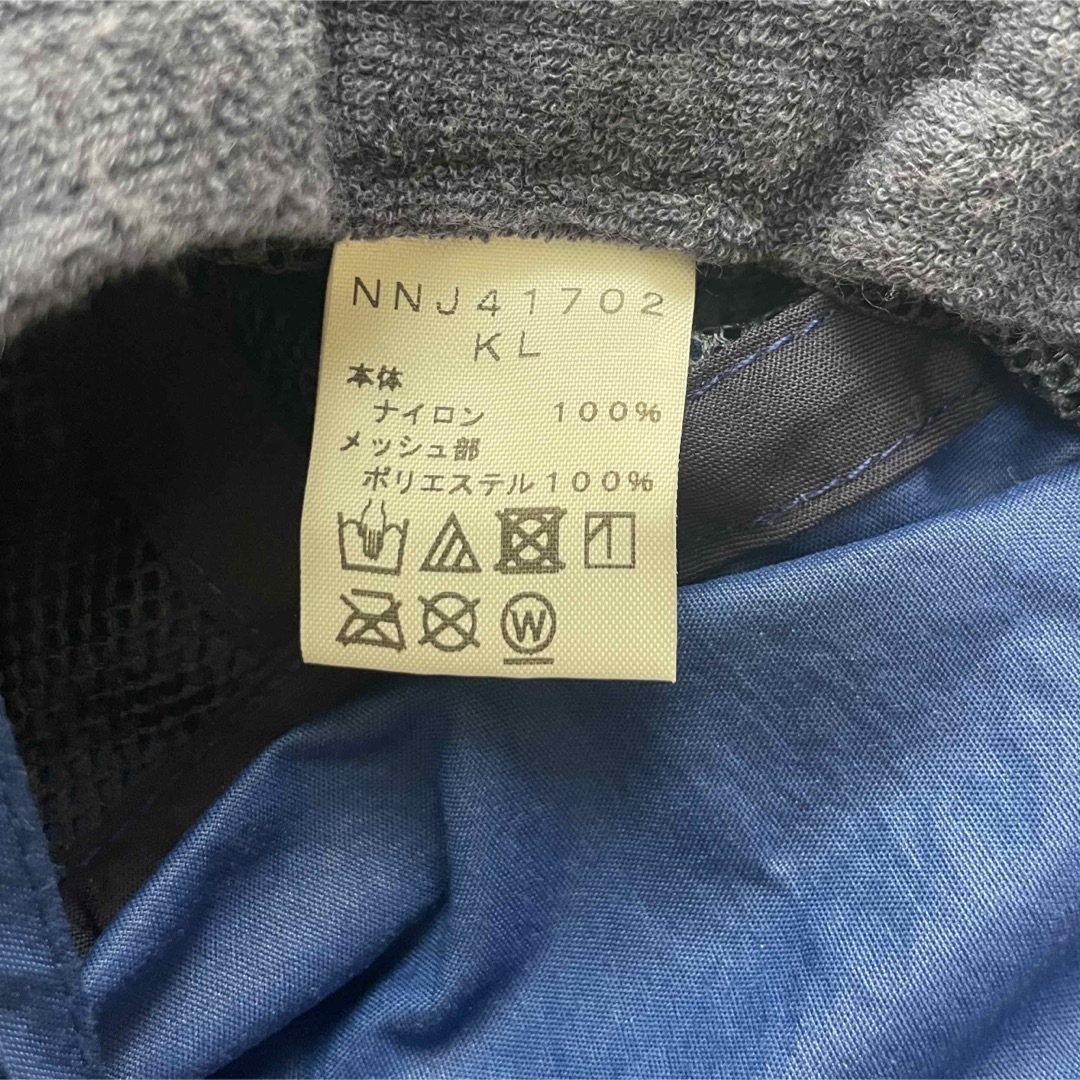 NNJ41702
KL
本体
ナイロン 100%
メッシュ部
ポリエステル100%
W